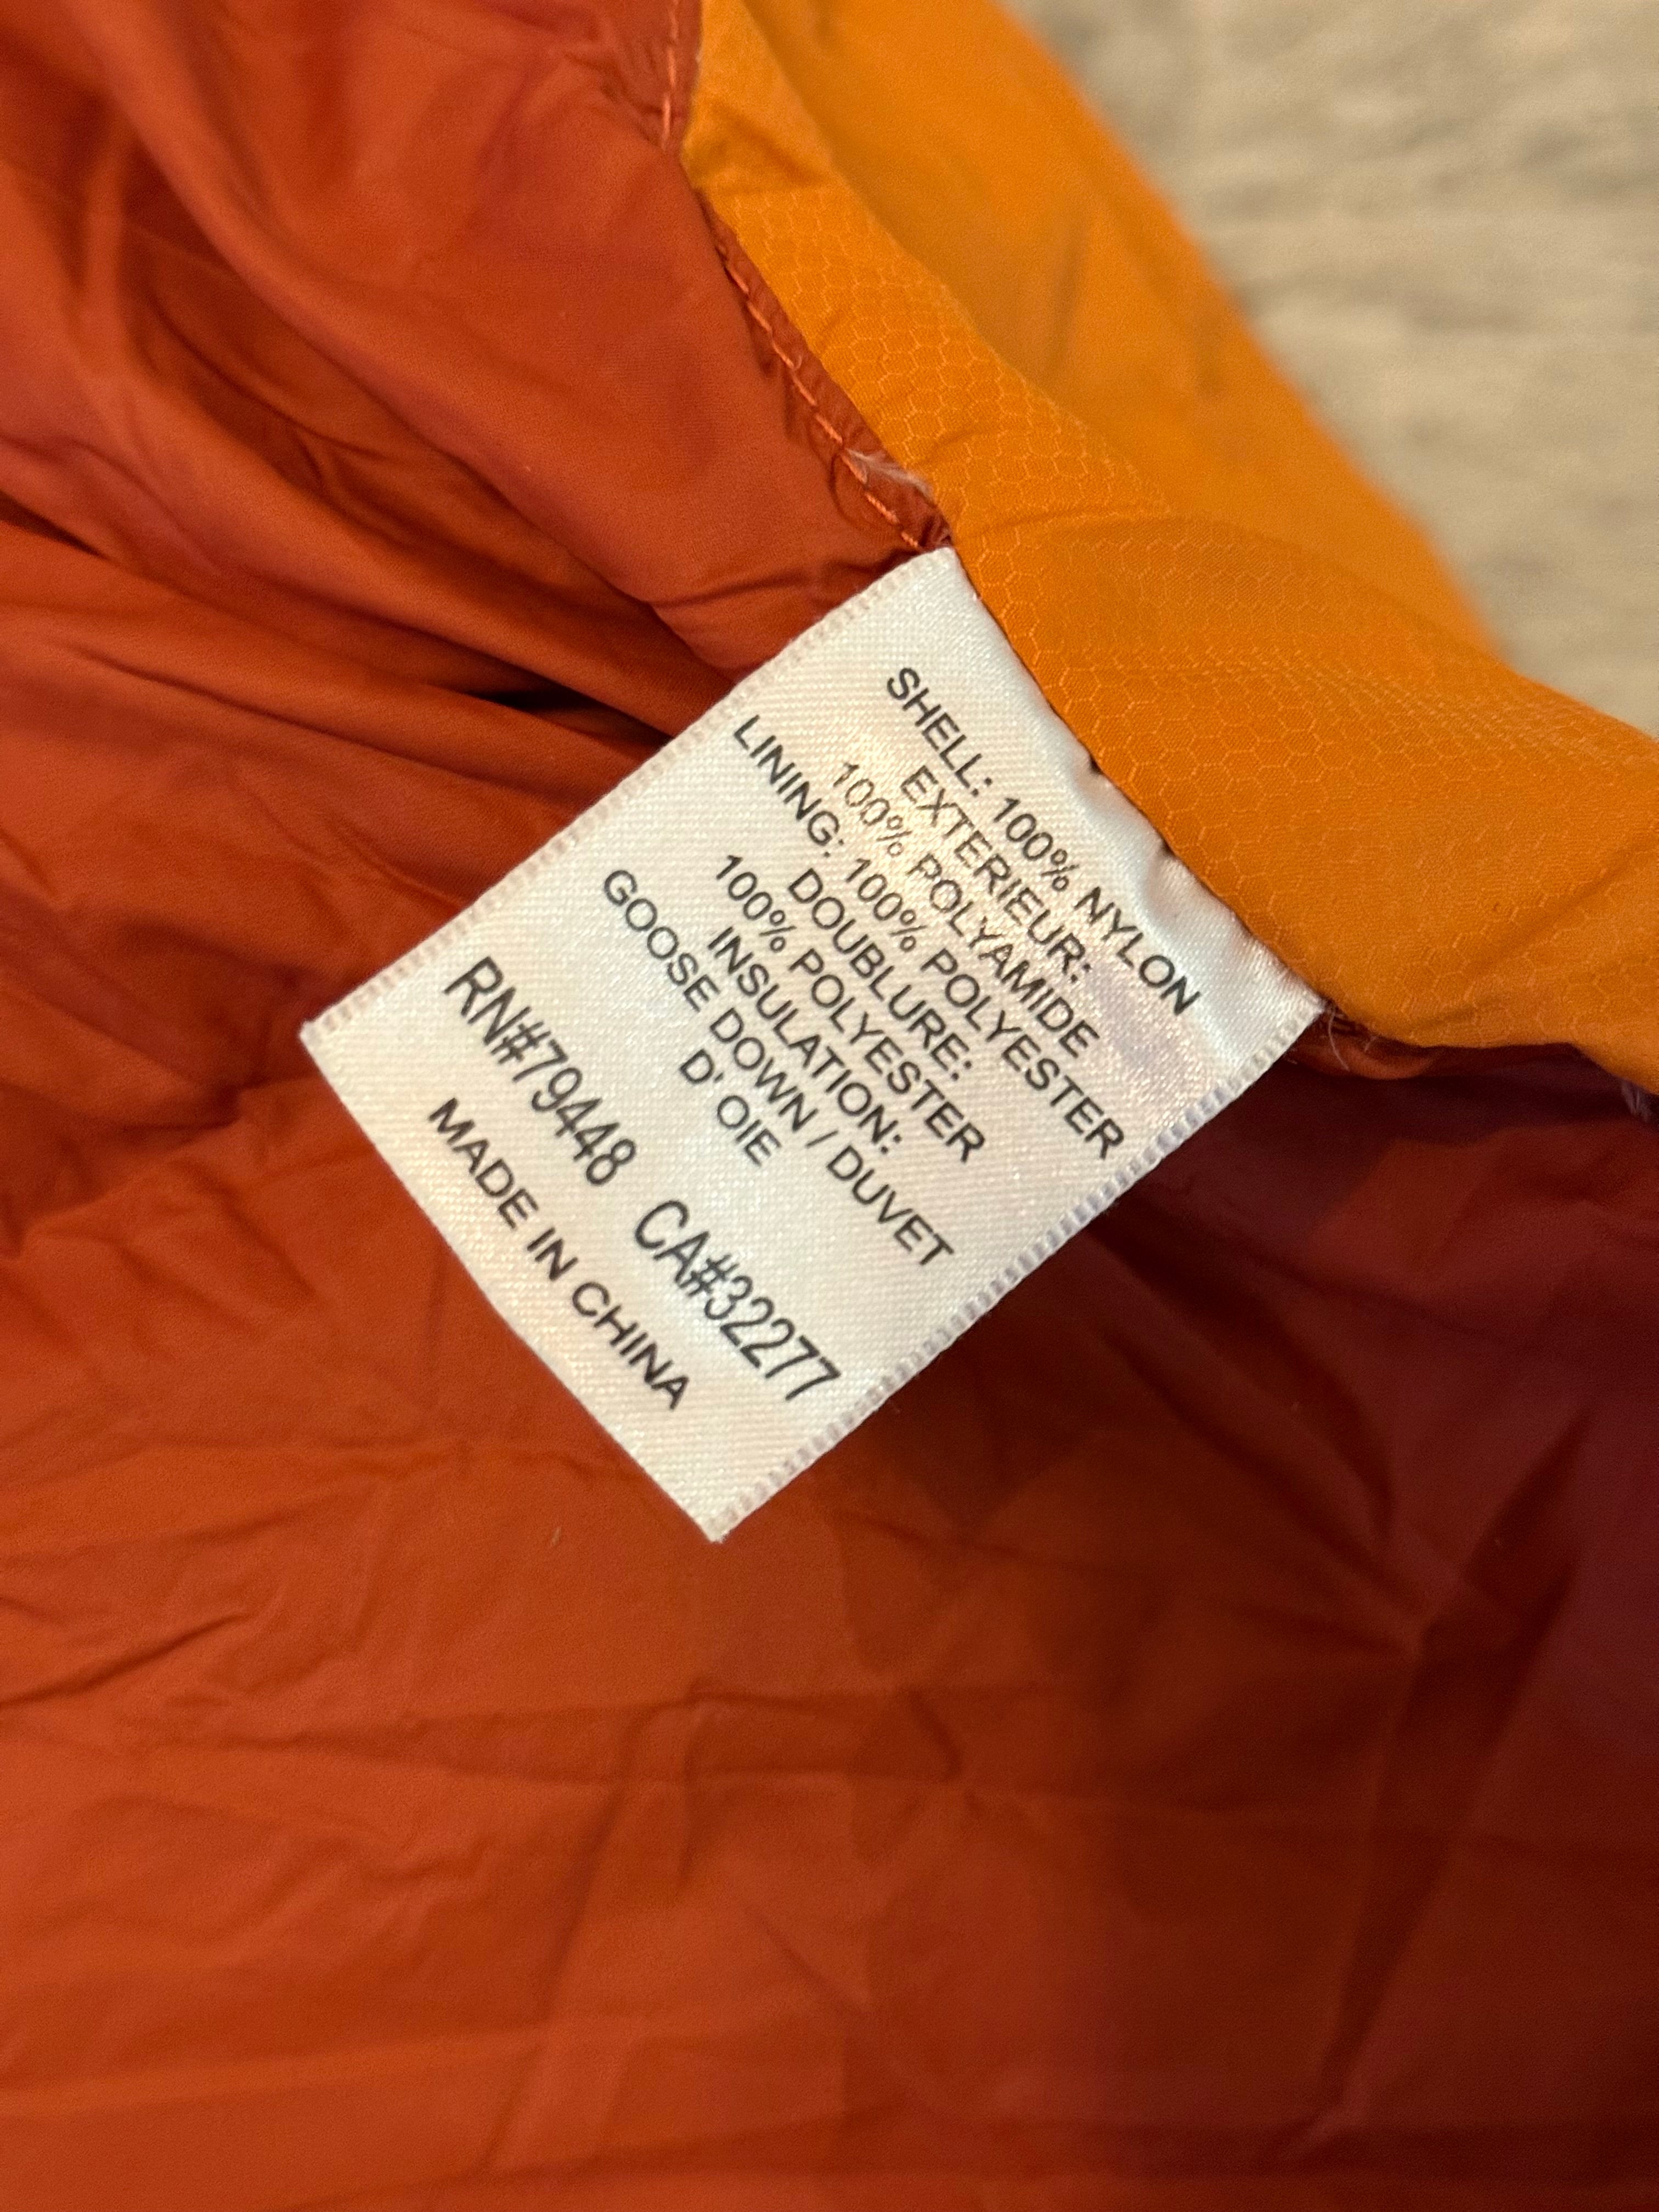 SHELL: 100% NYLON
EXTERIEUR:
100% POLYAMIDE
LINING: 100% POLYESTER
DOUBLURE:
100% POLYESTER
INSULATION:
GOOSE DOWN / DUVET
D' OIE
RN#79448 CA#32277
MADE IN CHINA